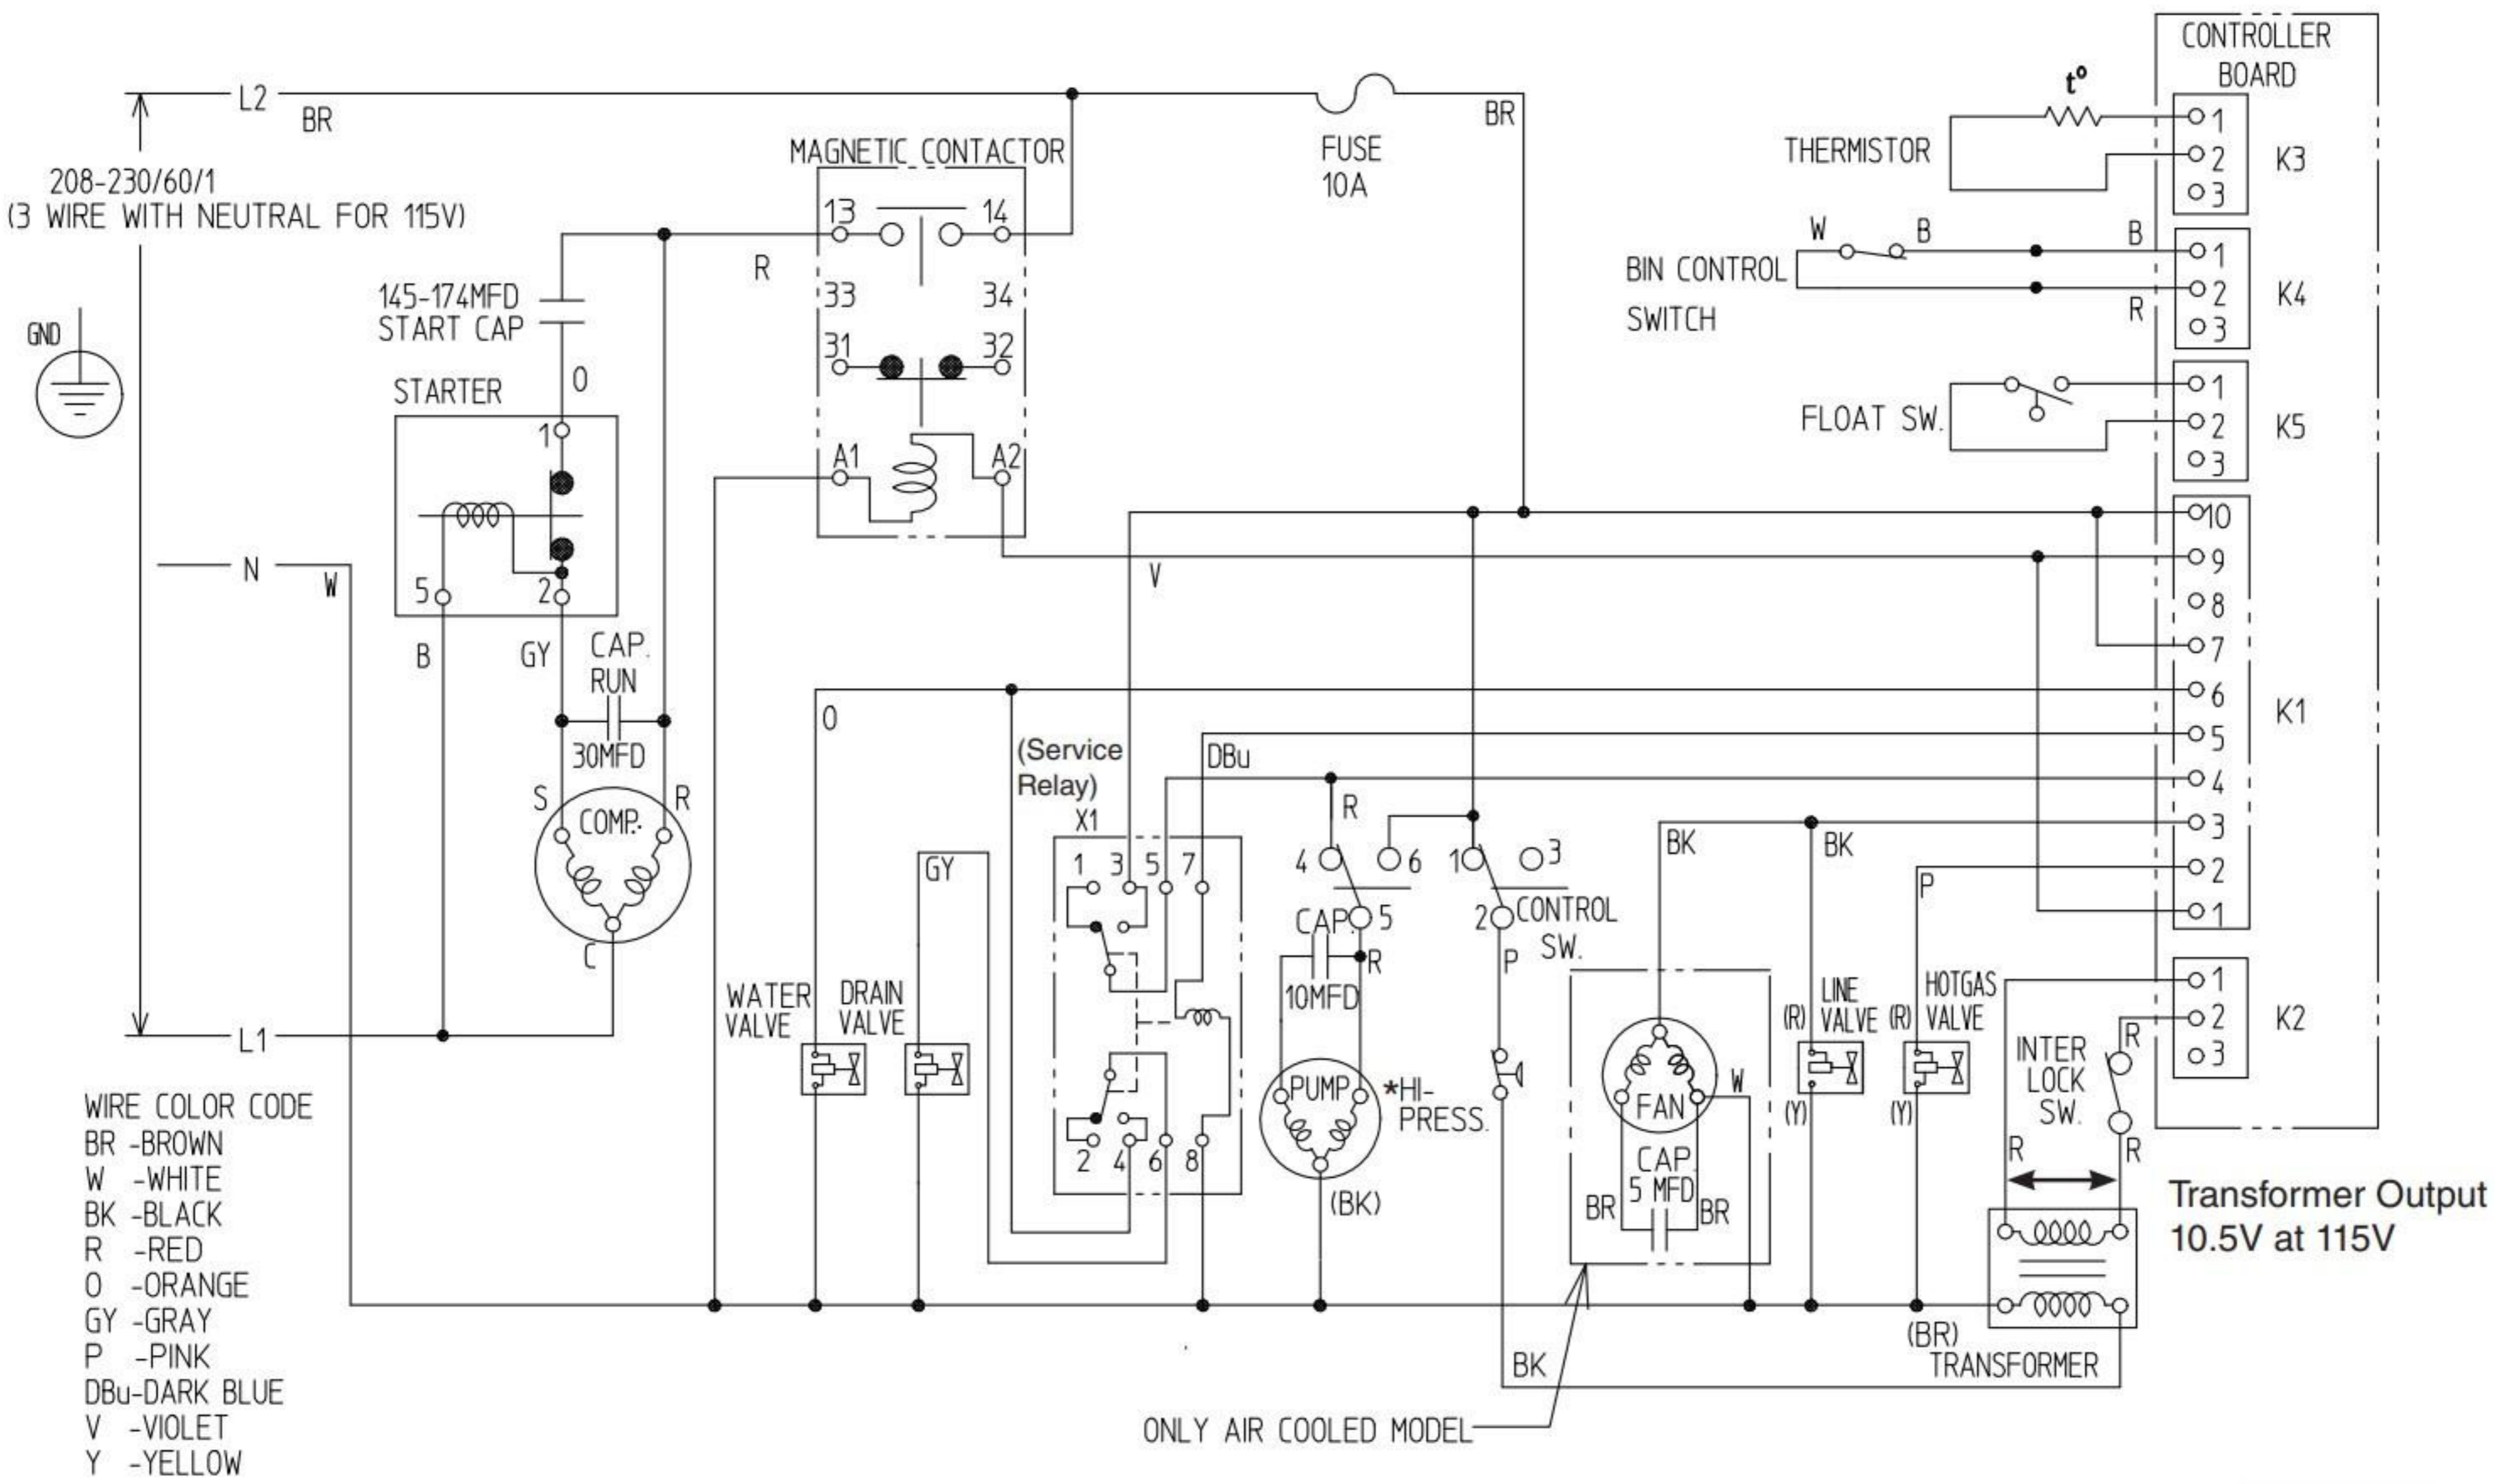 CONTROLLER
BOARD
L2
BR
BR
208-230/60/1
(3 WIRE WITH NEUTRAL FOR 115V)
GND
MAGNETIC CONTACTOR
13
14
33
34
31
32
A1
A2
R
FUSE
10A
145-174MFD
START CAP
O
STARTER
1
5
2
B
GY
CAP.
RUN
30MFD
S
R
COMP.
C
N
W
L1
THERMISTOR
t°
1
2
3
K3
BIN CONTROL
SWITCH
W
B
B
R
1
2
3
K4
FLOAT SW.
1
2
3
K5
V
10
9
8
7
6
5
4
3
2
1
K1
O
(Service
Relay)
X1
DBu
1 3 5 7
2 4 6 8
GY
WATER
VALVE
DRAIN
VALVE
R
4
6
5
1
3
2
CONTROL
SW.
CAP.
R
10MFD
P
PUMP
*HI-
PRESS.
(BK)
BK
BK
P
FAN
W
CAP.
5 MFD
BR
BR
(R)
LINE
VALVE
(Y)
(R)
HOTGAS
VALVE
(Y)
1
2
3
K2
INTER
LOCK
SW.
R
R
R
Transformer Output
10.5V at 115V
(BR)
TRANSFORMER
BK
ONLY AIR COOLED MODEL
WIRE COLOR CODE
BR -BROWN
W -WHITE
BK -BLACK
R -RED
O -ORANGE
GY -GRAY
P -PINK
DBu-DARK BLUE
V -VIOLET
Y -YELLOW